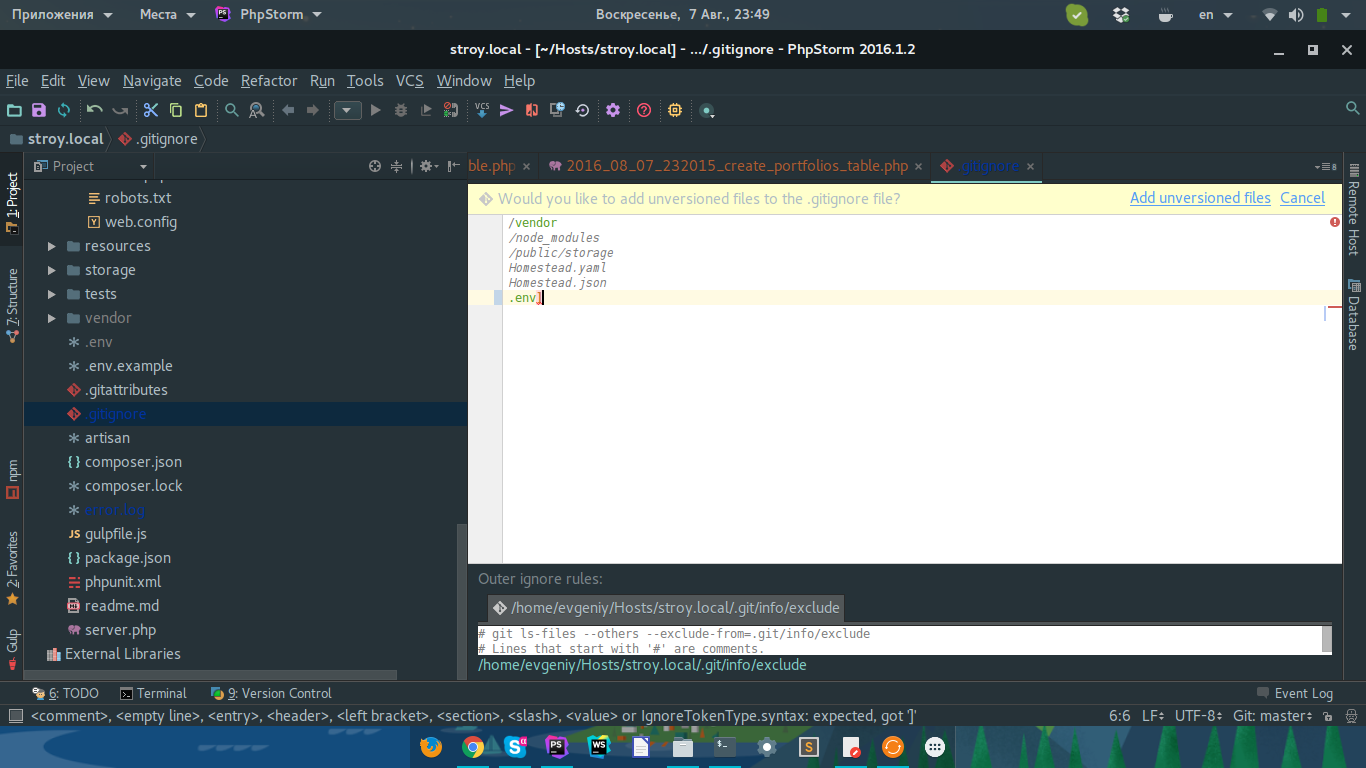 Приложения Места PhpStorm Воскресенье, 7 Авг., 23:49 en
stroy.local - [~/Hosts/stroy.local] - .../.gitignore - PhpStorm 2016.1.2
File Edit View Navigate Code Refactor Run Tools VCS Window Help
VCS
stroy.local .gitignore
Project ble.php 2016_08_07_232015_create_portfolios_table.php .gitignore
1: Project
7: Structure
npm
2: Favorites
Gulp
robots.txt
web.config
resources
storage
tests
vendor
.env
.env.example
.gitattributes
.gitignore
artisan
composer.json
composer.lock
error.log
gulpfile.js
package.json
phpunit.xml
readme.md
server.php
External Libraries
Would you like to add unversioned files to the .gitignore file? Add unversioned files Cancel
/vendor
/node_modules
/public/storage
Homestead.yaml
Homestead.json
.env]
Outer ignore rules:
/home/evgeniy/Hosts/stroy.local/.git/info/exclude
# git ls-files --others --exclude-from=.git/info/exclude
# Lines that start with '#' are comments.
/home/evgeniy/Hosts/stroy.local/.git/info/exclude
Remote Host
Database
6: TODO Terminal 9: Version Control Event Log
<comment>, <empty line>, <entry>, <header>, <left bracket>, <section>, <slash>, <value> or IgnoreTokenType.syntax: expected, got ']' 6:6 LF UTF-8 Git: master